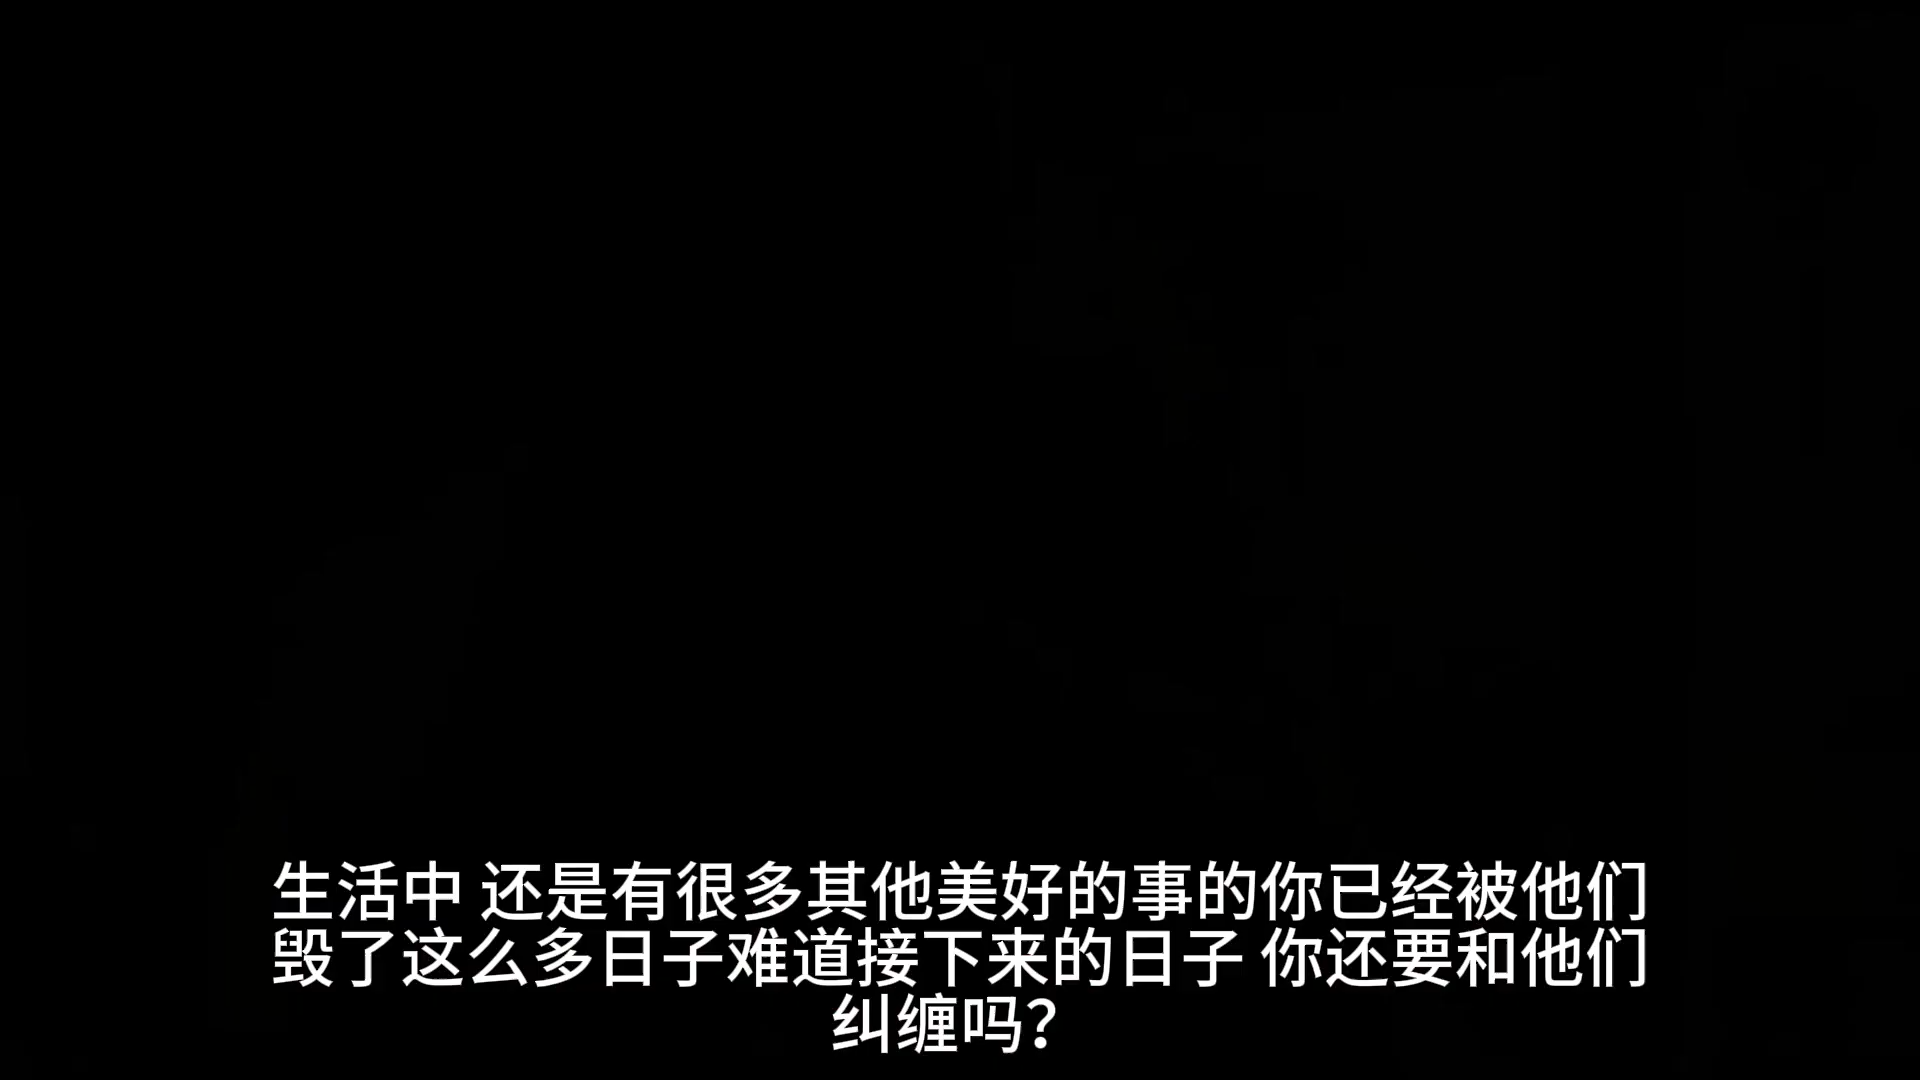 生活中 还是有很多其他美好的事的你已经被他们
毁了这么多日子难道接下来的日子 你还要和他们
纠缠吗？